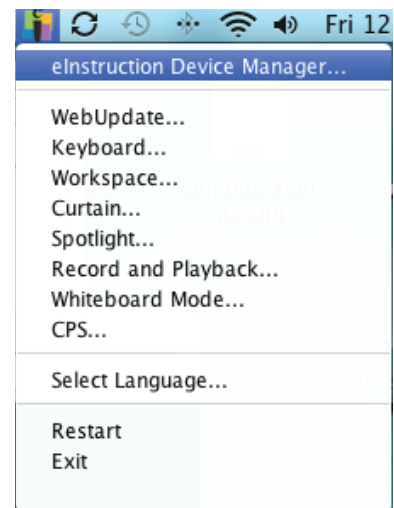 Fri 12
eInstruction Device Manager...
WebUpdate...
Keyboard...
Workspace...
Curtain...
Spotlight...
Record and Playback...
Whiteboard Mode...
CPS...
Select Language...
Restart
Exit